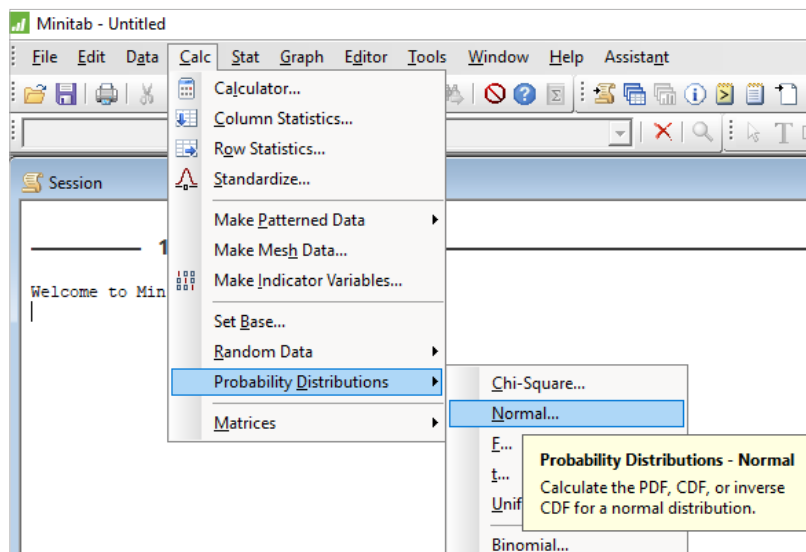 Minitab - Untitled
File Edit Data Calc Stat Graph Editor Tools Window Help Assistant
Calculator...
Column Statistics...
Row Statistics...
Standardize...
Session
Make Patterned Data
Make Mesh Data...
Make Indicator Variables...
Welcome to Min
Set Base...
Random Data
Probability Distributions
Matrices
Chi-Square...
Normal...
F...
t...
Unif
Binomial...
Probability Distributions - Normal
Calculate the PDF, CDF, or inverse
CDF for a normal distribution.